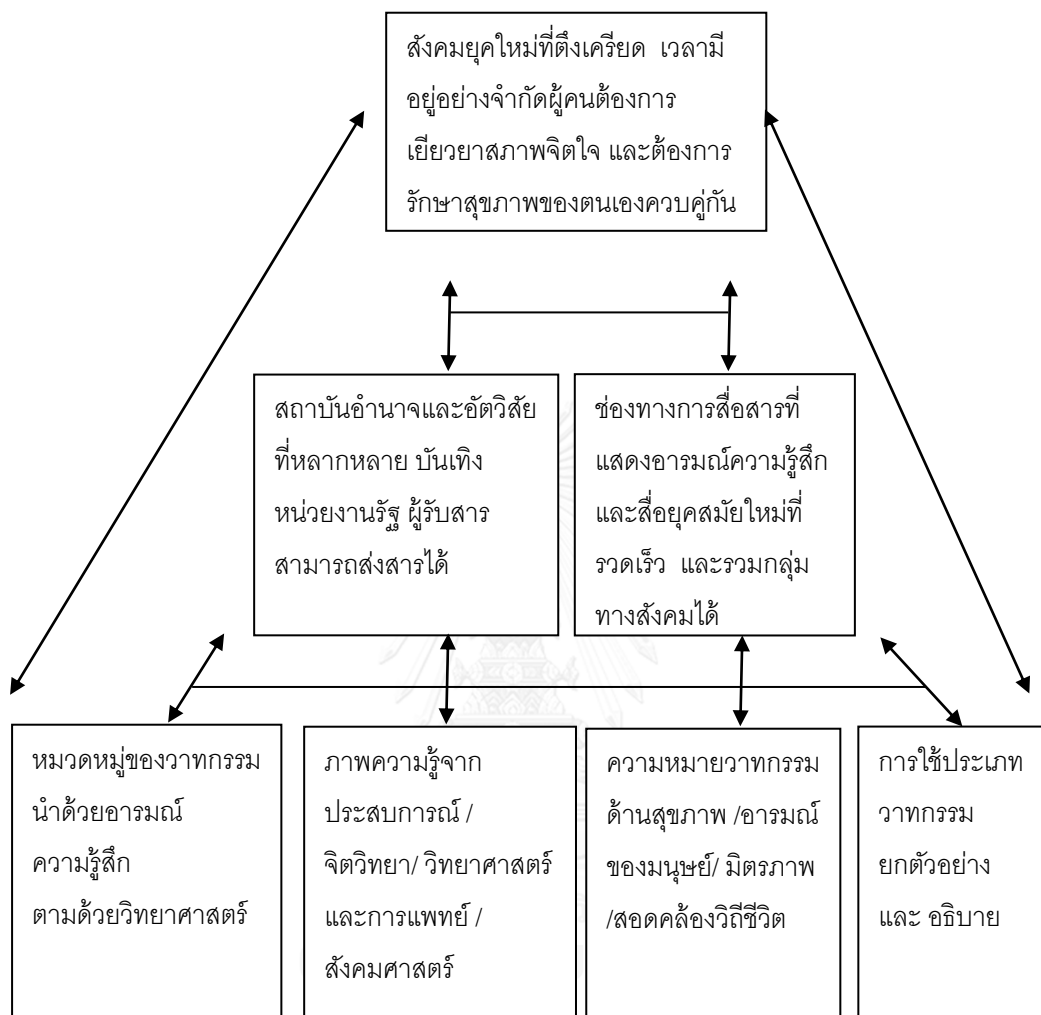 สังคมยุคใหม่ที่ตึงเครียด เวลามี
อยู่อย่างจำกัดผู้คนต้องการ
เยียวยาสภาพจิตใจ และต้องการ
รักษาสุขภาพของตนเองควบคู่กัน
สถาบันอำนาจและอัตวิสัย
ที่หลากหลาย บันเทิง
หน่วยงานรัฐ ผู้รับสาร
สามารถส่งสารได้
ช่องทางการสื่อสารที่
แสดงอารมณ์ความรู้สึก
และสื่อยุคสมัยใหม่ที่
รวดเร็ว และรวมกลุ่ม
ทางสังคมได้
หมวดหมู่ของวาทกรรม
นำด้วยอารมณ์
ความรู้สึก
ตามด้วยวิทยาศาสตร์
ภาพความรู้จาก
ประสบการณ์ /
จิตวิทยา/ วิทยาศาสตร์
และการแพทย์ /
สังคมศาสตร์
ความหมายวาทกรรม
ด้านสุขภาพ /อารมณ์
ของมนุษย์/ มิตรภาพ
/สอดคล้องวิถีชีวิต
การใช้ประเภท
วาทกรรม
ยกตัวอย่าง
และ อธิบาย